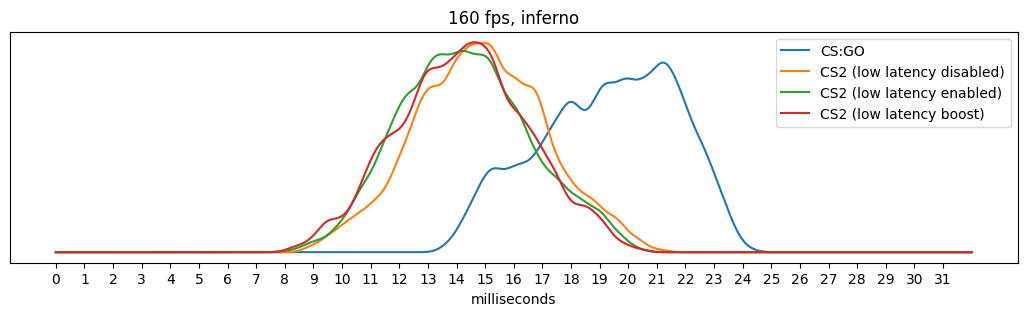 160 fps, inferno
CS:GO
CS2 (low latency disabled)
CS2 (low latency enabled)
CS2 (low latency boost)
0 1 2 3 4 5 6 7 8 9 10 11 12 13 14 15 16 17 18 19 20 21 22 23 24 25 26 27 28 29 30 31
milliseconds